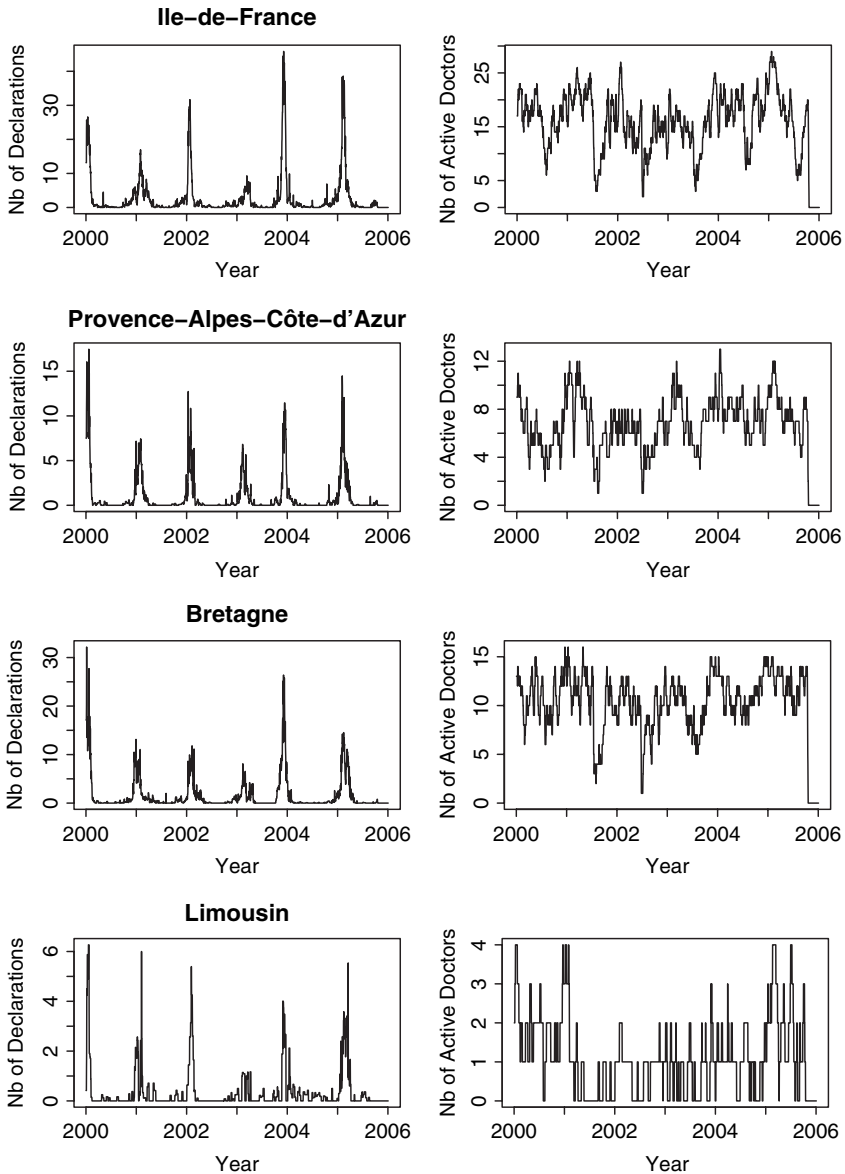 Ile−de−France
Nb of Declarations
0 10 30
2000 2002 2004 2006
Year
Nb of Active Doctors
0 5 15 25
2000 2002 2004 2006
Year
Provence−Alpes−Côte−d'Azur
Nb of Declarations
0 5 10 15
2000 2002 2004 2006
Year
Nb of Active Doctors
0 4 8 12
2000 2002 2004 2006
Year
Bretagne
Nb of Declarations
0 10 20 30
2000 2002 2004 2006
Year
Nb of Active Doctors
0 5 10 15
2000 2002 2004 2006
Year
Limousin
Nb of Declarations
0 2 4 6
2000 2002 2004 2006
Year
Nb of Active Doctors
0 1 2 3 4
2000 2002 2004 2006
Year